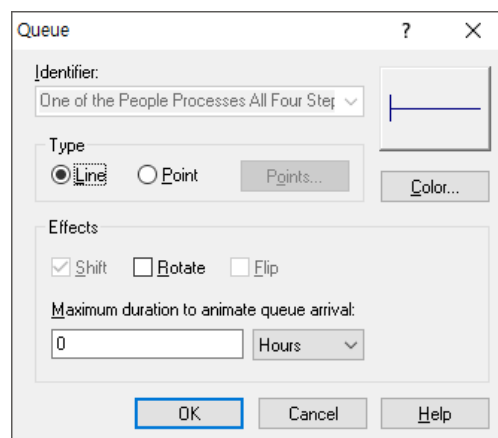 Queue
?
Identifier:
One of the People Processes All Four Step
Type
Line
Point
Points...
Color...
Effects
Shift
Rotate
Flip
Maximum duration to animate queue arrival:
0
Hours
OK
Cancel
Help